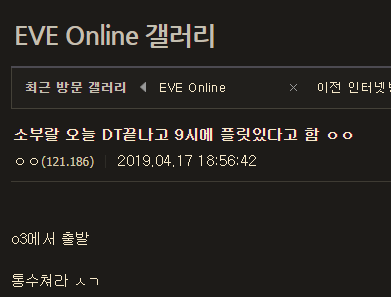 EVE Online 갤러리
최근 방문 갤러리 EVE Online × 이전 인터넷
소부랄 오늘 DT끝나고 9시에 플릿있다고 함 ㅇㅇ
ㅇㅇ(121.186) 2019.04.17 18:56:42
o3에서 출발
통수쳐라 ㅅㄱ